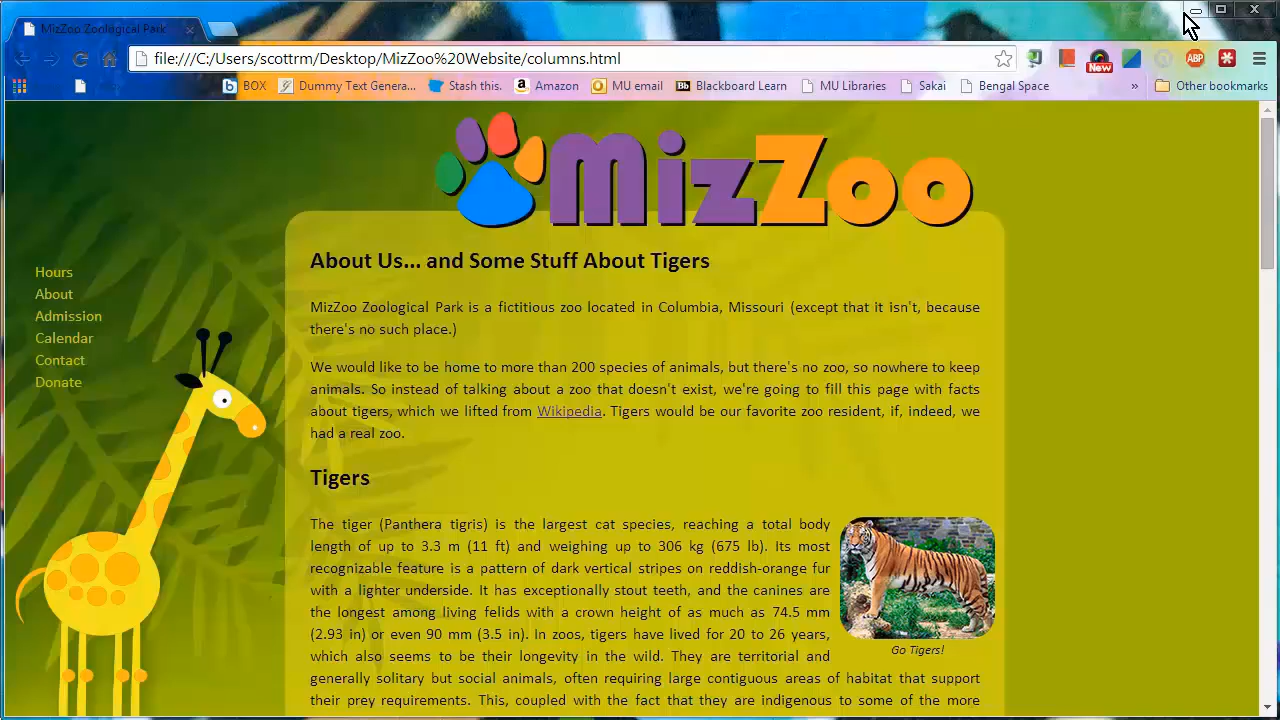 MizZoo Zoological Park
file:///C:/Users/scottrm/Desktop/MizZoo%20Website/columns.html
New
ABP
BOX
Dummy Text Genera...
Stash this.
Amazon
MU email
Bb
Blackboard Learn
MU Libraries
Sakai
Bengal Space
»
Other bookmarks
MizZoo
Hours
About
Admission
Calendar
Contact
Donate
About Us... and Some Stuff About Tigers
MizZoo Zoological Park is a fictitious zoo located in Columbia, Missouri (except that it isn't, because
there's no such place.)
We would like to be home to more than 200 species of animals, but there's no zoo, so nowhere to keep
animals. So instead of talking about a zoo that doesn't exist, we're going to fill this page with facts
about tigers, which we lifted from Wikipedia. Tigers would be our favorite zoo resident, if, indeed, we
had a real zoo.
Tigers
The tiger (Panthera tigris) is the largest cat species, reaching a total body
length of up to 3.3 m (11 ft) and weighing up to 306 kg (675 lb). Its most
recognizable feature is a pattern of dark vertical stripes on reddish-orange fur
with a lighter underside. It has exceptionally stout teeth, and the canines are
the longest among living felids with a crown height of as much as 74.5 mm
(2.93 in) or even 90 mm (3.5 in). In zoos, tigers have lived for 20 to 26 years,
which also seems to be their longevity in the wild. They are territorial and
generally solitary but social animals, often requiring large contiguous areas of habitat that support
their prey requirements. This, coupled with the fact that they are indigenous to some of the more
Go Tigers!